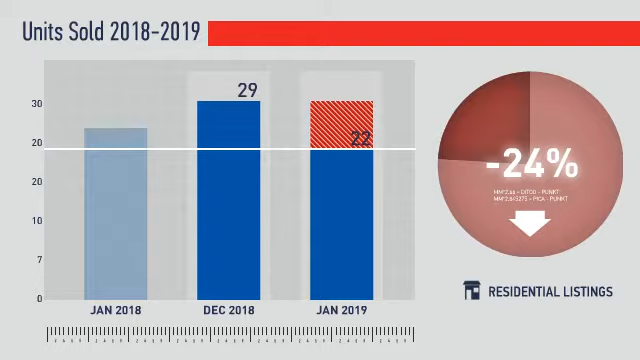 Units Sold 2018-2019
29
30
22
20
20
10
7
0
-24%
JAN 2018
DEC 2018
JAN 2019
RESIDENTIAL LISTINGS